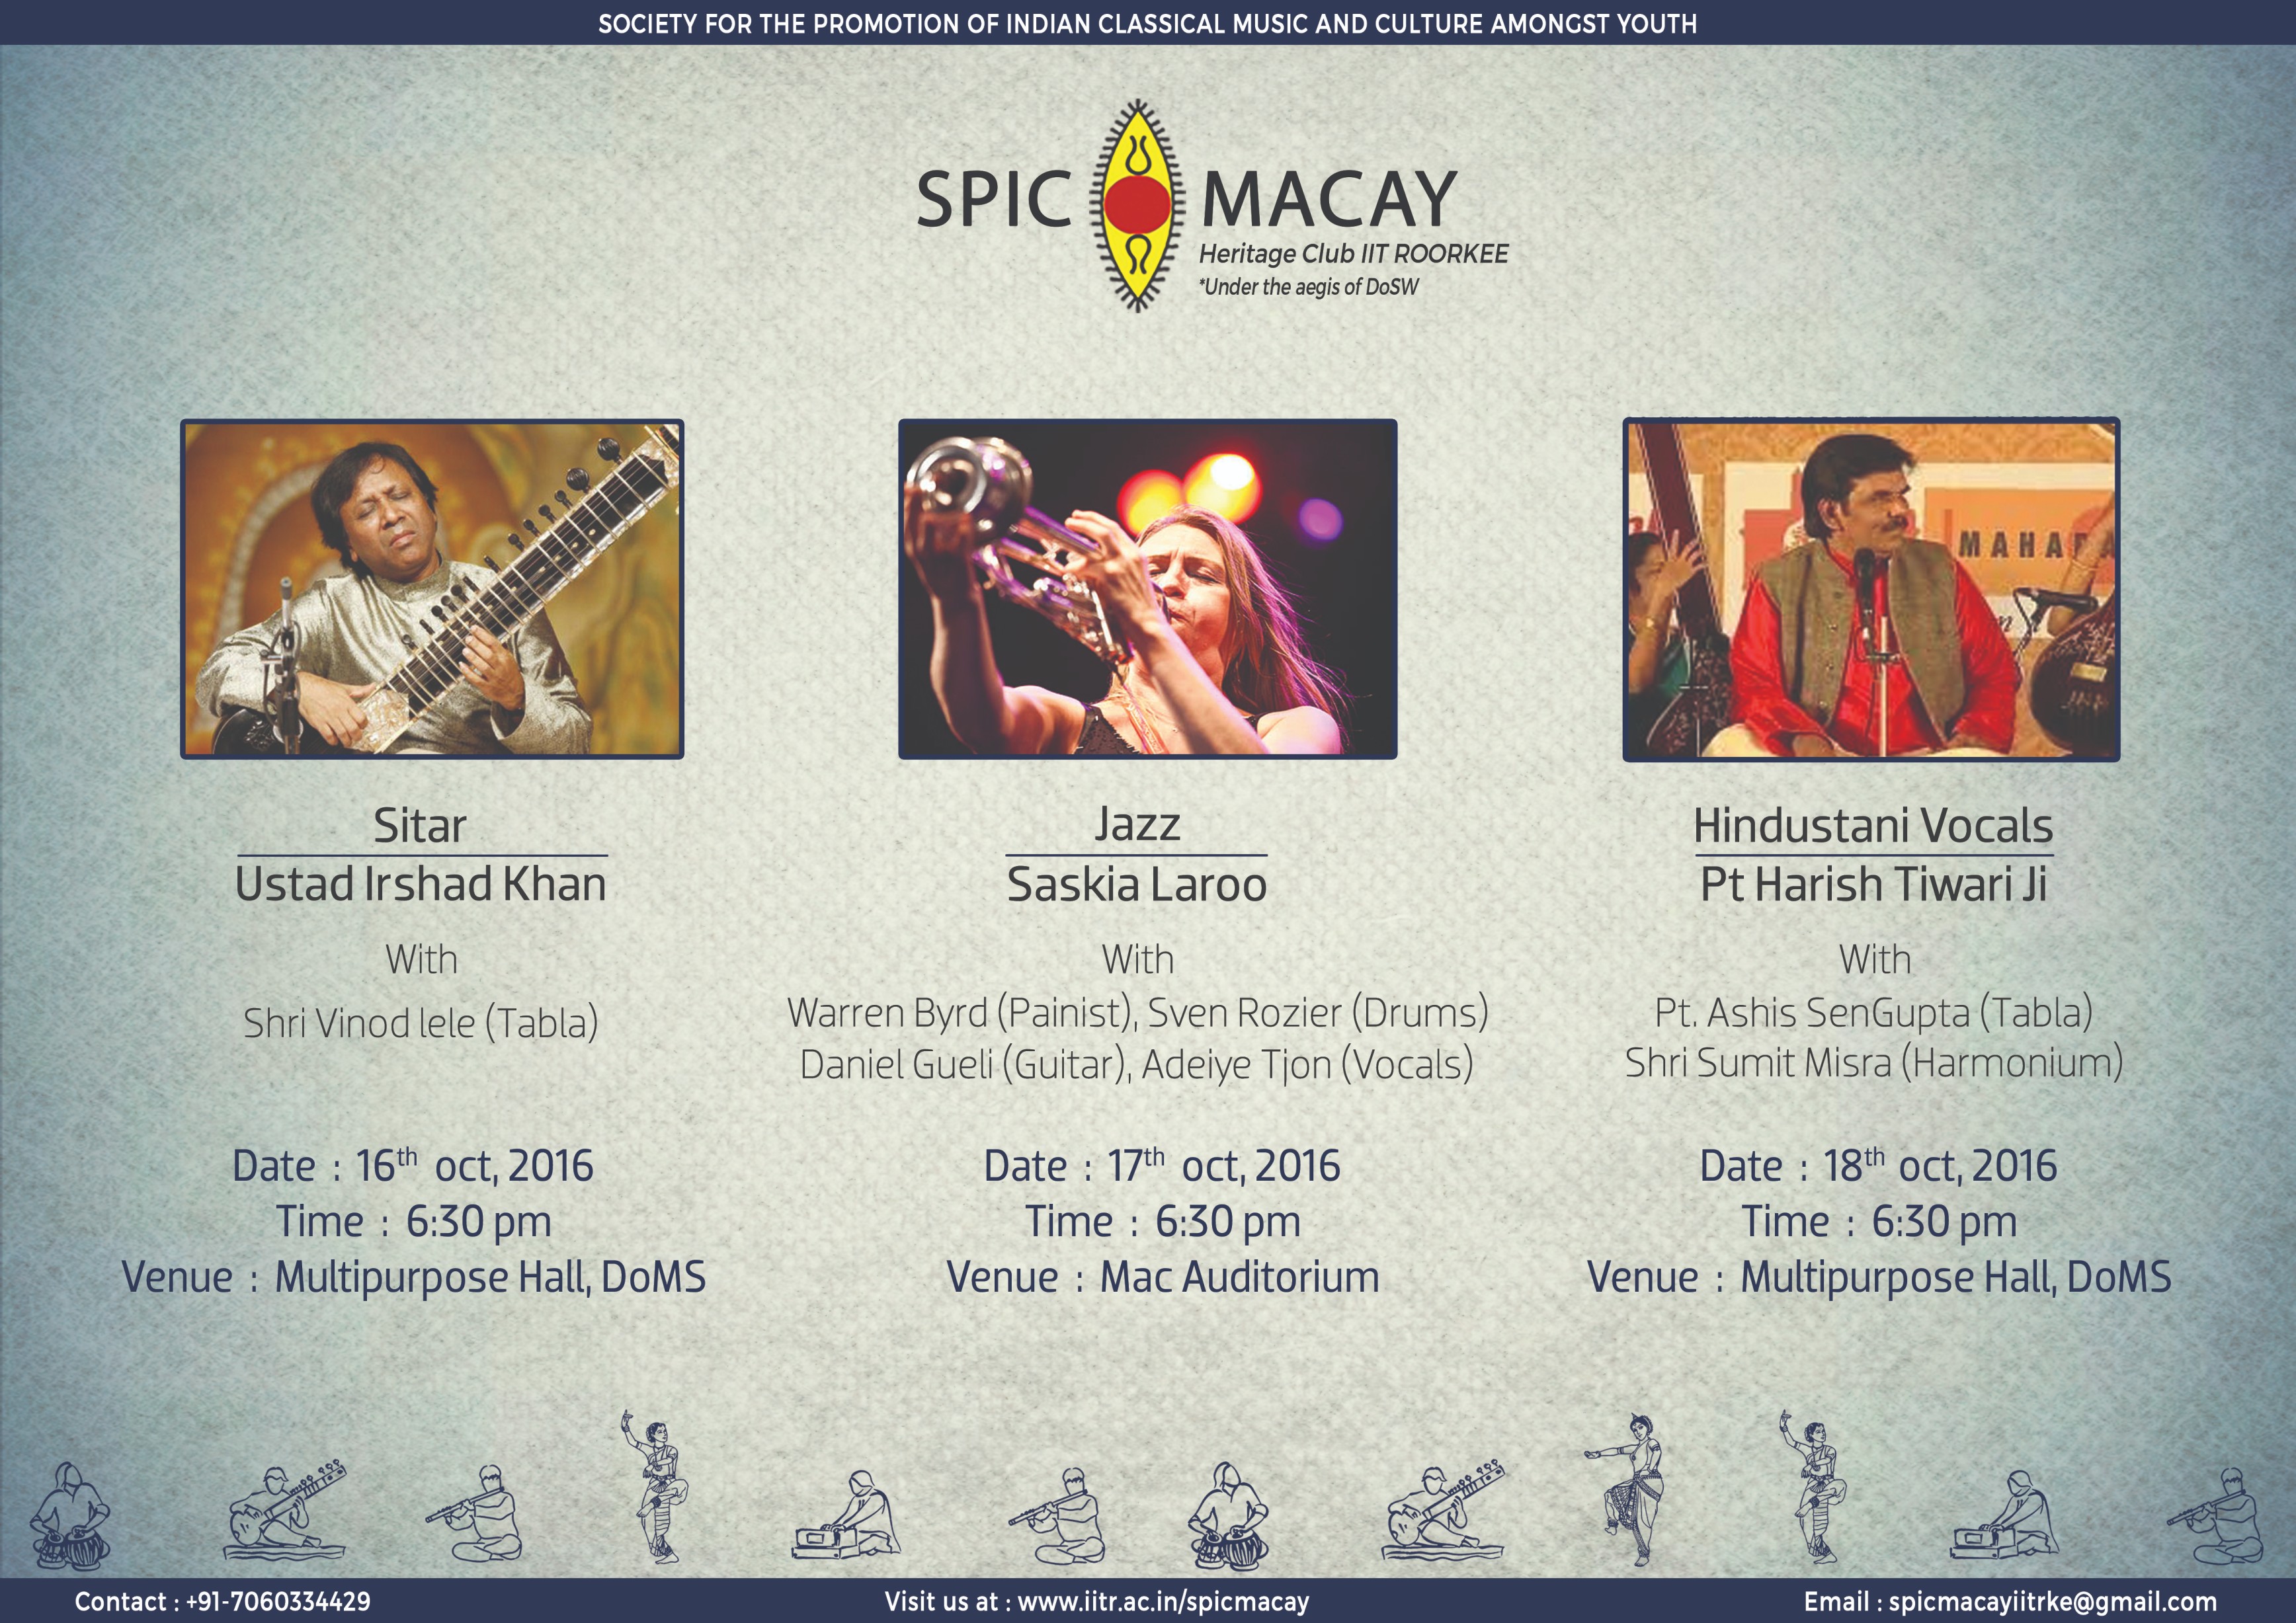 SOCIETY FOR THE PROMOTION OF INDIAN CLASSICAL MUSIC AND CULTURE AMONGST YOUTH
SPIC MACAY
Heritage Club IIT ROORKEE
*Under the aegis of DoSW
MAHARA
Sitar
Ustad Irshad Khan
With
Shri Vinod lele (Tabla)
Date : 16th oct, 2016
Time : 6:30 pm
Venue : Multipurpose Hall, DoMS
Jazz
Saskia Laroo
With
Warren Byrd (Painist), Sven Rozier (Drums)
Daniel Gueli (Guitar), Adeiye Tjon (Vocals)
Date : 17th oct, 2016
Time : 6:30 pm
Venue : Mac Auditorium
Hindustani Vocals
Pt Harish Tiwari Ji
With
Pt. Ashis SenGupta (Tabla)
Shri Sumit Misra (Harmonium)
Date : 18th oct, 2016
Time : 6:30 pm
Venue : Multipurpose Hall, DoMS
Contact : +91-7060334429
Visit us at : www.iitr.ac.in/spicmacay
Email : spicmacayiitrke@gmail.com